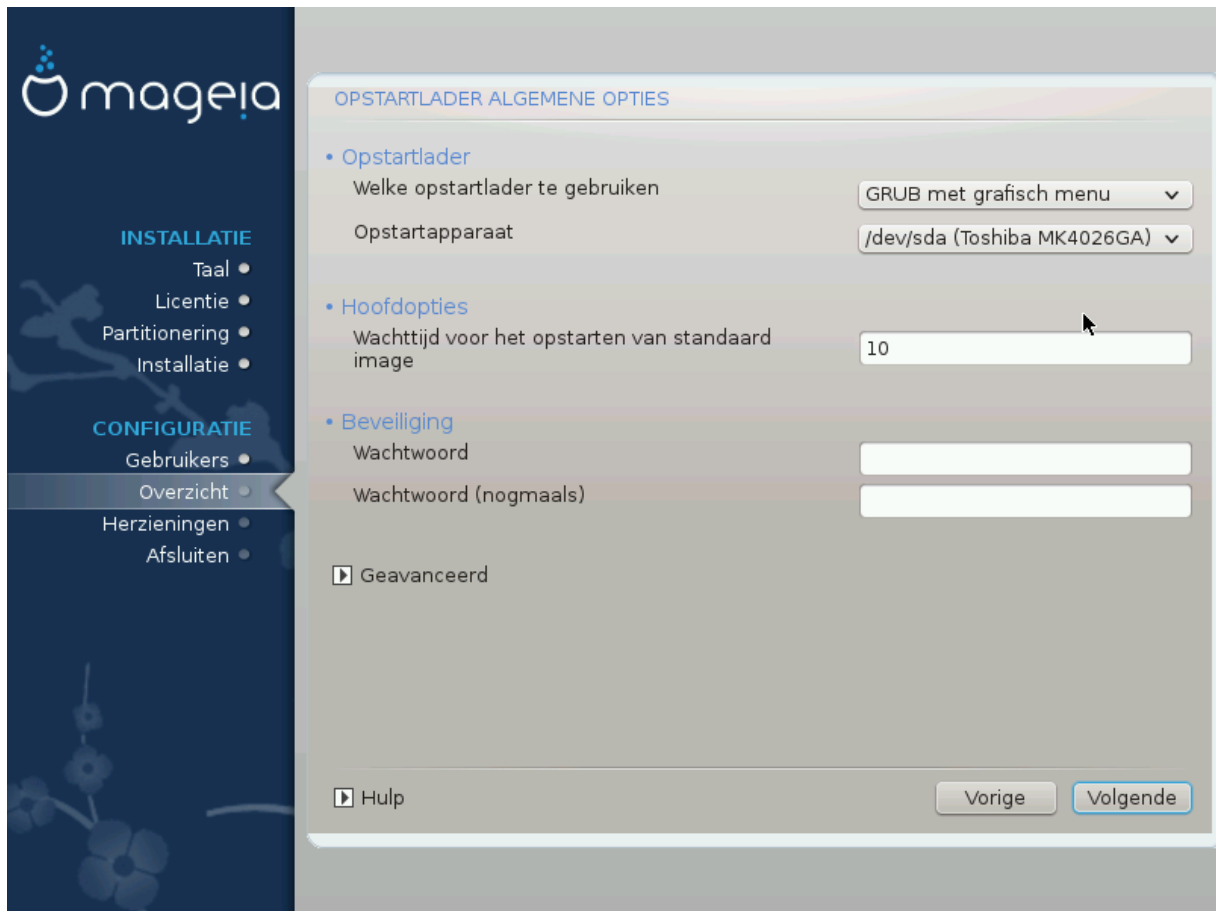 mageia
INSTALLATIE
Taal
Licentie
Partitionering
Installatie
CONFIGURATIE
Gebruikers
Overzicht
Herzieningen
Afsluiten
OPSTARTLADER ALGEMENE OPTIES
• Opstartlader
Welke opstartlader te gebruiken
GRUB met grafisch menu
Opstartapparaat
/dev/sda (Toshiba MK4026GA)
• Hoofdopties
Wachttijd voor het opstarten van standaard
image
10
• Beveiliging
Wachtwoord
Wachtwoord (nogmaals)
Geavanceerd
Hulp
Vorige
Volgende